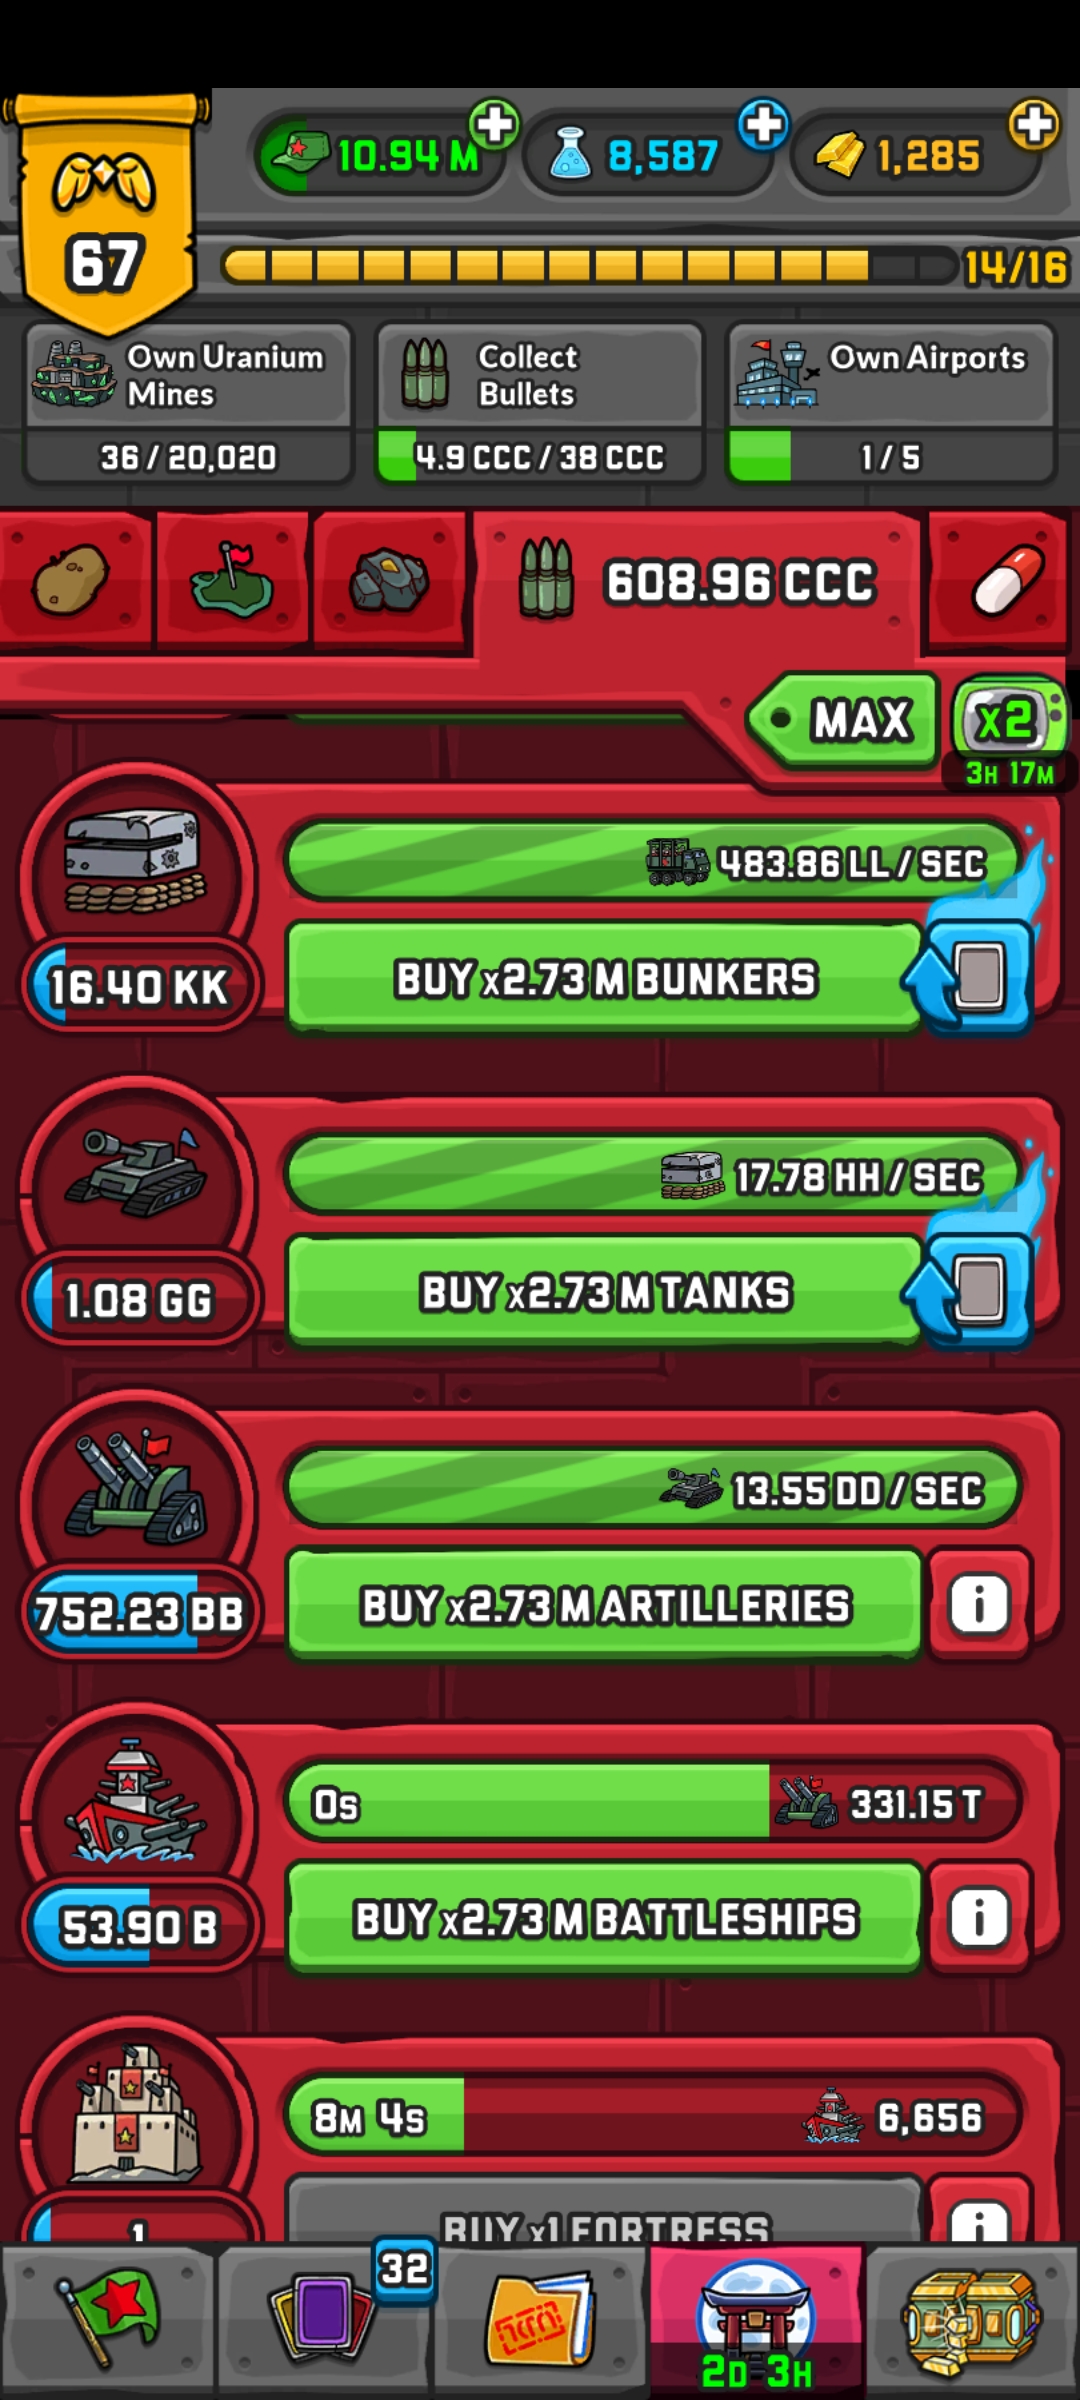 10.94 M
8,587
1,285
67
14/16
Own Uranium
Mines
36 / 20,020
Collect
Bullets
4.9 CCC / 38 CCC
Own Airports
1 / 5
608.96 CCC
MAX
x2
3H 17M
483.86 LL / SEC
16.40 KK
BUY x2.73 M BUNKERS
17.78 HH / SEC
1.08 GG
BUY x2.73 M TANKS
13.55 DD / SEC
752.23 BB
BUY x2.73 M ARTILLERIES
i
0s
331.15 T
53.90 B
BUY x2.73 M BATTLESHIPS
i
8M 4s
6,656
1
BUY x1 FORTRESS
i
32
2D 3H